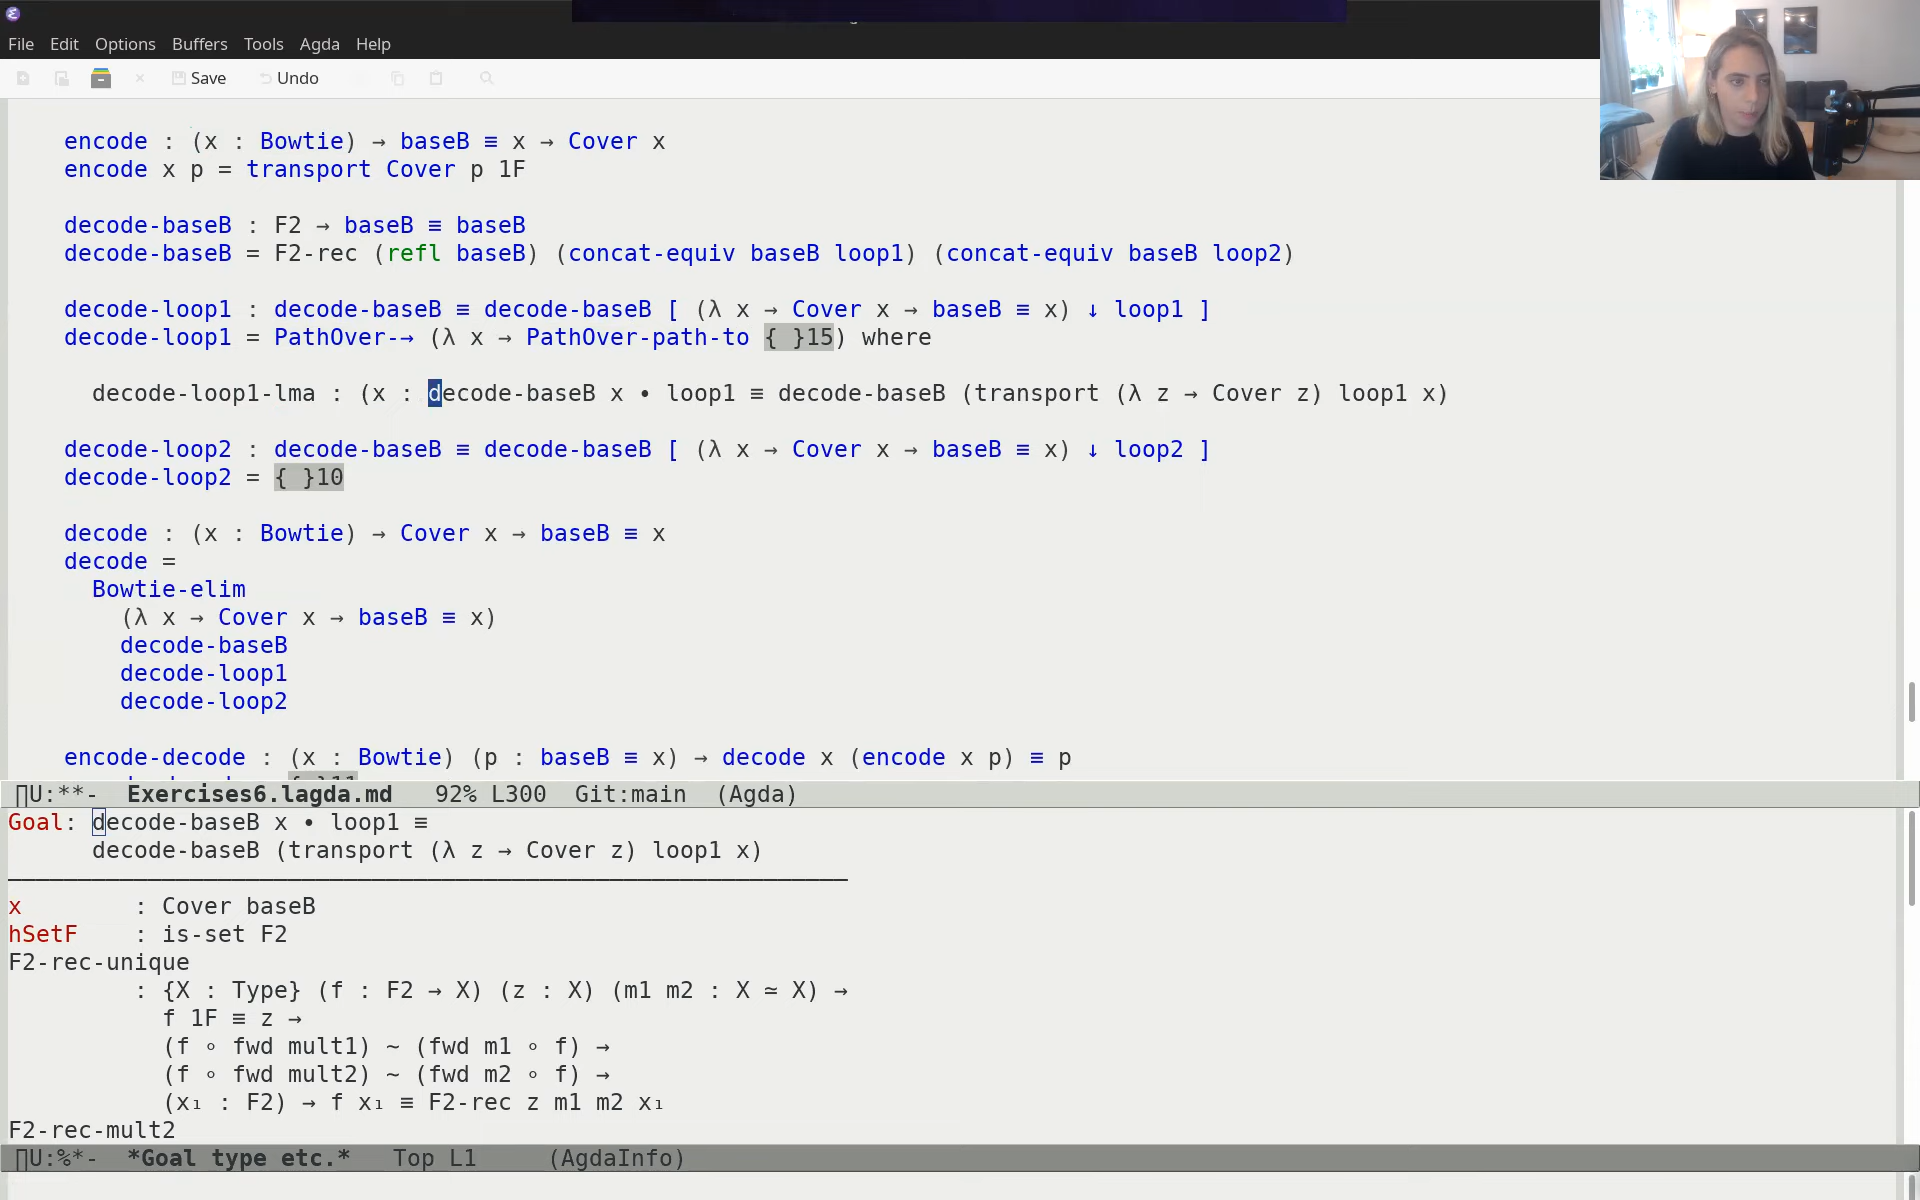 File Edit Options Buffers Tools Agda Help
Save Undo
encode : (x : Bowtie) → baseB ≡ x → Cover x
encode x p = transport Cover p 1F
decode-baseB : F2 → baseB ≡ baseB
decode-baseB = F2-rec (refl baseB) (concat-equiv baseB loop1) (concat-equiv baseB loop2)
decode-loop1 : decode-baseB ≡ decode-baseB [ (λ x → Cover x → baseB ≡ x) ↓ loop1 ]
decode-loop1 = PathOver-→ (λ x → PathOver-path-to { }15) where
decode-loop1-lma : (x : decode-baseB x ∙ loop1 ≡ decode-baseB (transport (λ z → Cover z) loop1 x)
decode-loop2 : decode-baseB ≡ decode-baseB [ (λ x → Cover x → baseB ≡ x) ↓ loop2 ]
decode-loop2 = { }10
decode : (x : Bowtie) → Cover x → baseB ≡ x
decode =
Bowtie-elim
(λ x → Cover x → baseB ≡ x)
decode-baseB
decode-loop1
decode-loop2
encode-decode : (x : Bowtie) (p : baseB ≡ x) → decode x (encode x p) ≡ p
∏U:**- Exercises6.lagda.md 92% L300 Git:main (Agda)
Goal: decode-baseB x ∙ loop1 ≡
decode-baseB (transport (λ z → Cover z) loop1 x)
x : Cover baseB
hSetF : is-set F2
F2-rec-unique
: {X : Type} (f : F2 → X) (z : X) (m1 m2 : X ≃ X) →
f 1F ≡ z →
(f ∘ fwd mult1) ∼ (fwd m1 ∘ f) →
(f ∘ fwd mult2) ∼ (fwd m2 ∘ f) →
(x₁ : F2) → f x₁ ≡ F2-rec z m1 m2 x₁
F2-rec-mult2
∏U:%*- *Goal type etc.* Top L1 (AgdaInfo)